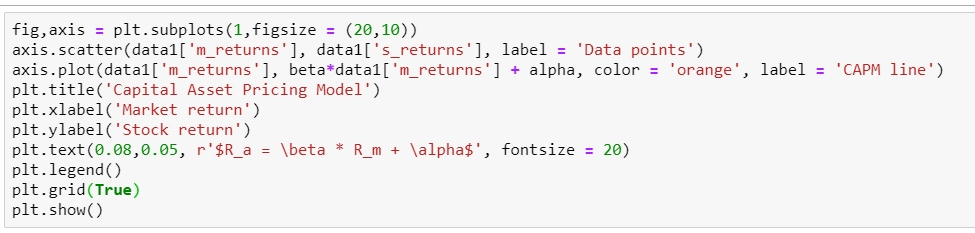 fig,axis = plt.subplots(1,figsize = (20,10))
axis.scatter(data1['m_returns'], data1['s_returns'], label = 'Data points')
axis.plot(data1['m_returns'], beta*data1['m_returns'] + alpha, color = 'orange', label = 'CAPM line')
plt.title('Capital Asset Pricing Model')
plt.xlabel('Market return')
plt.ylabel('Stock return')
plt.text(0.08,0.05, r'$R_a = \beta * R_m + \alpha$', fontsize = 20)
plt.legend()
plt.grid(True)
plt.show()